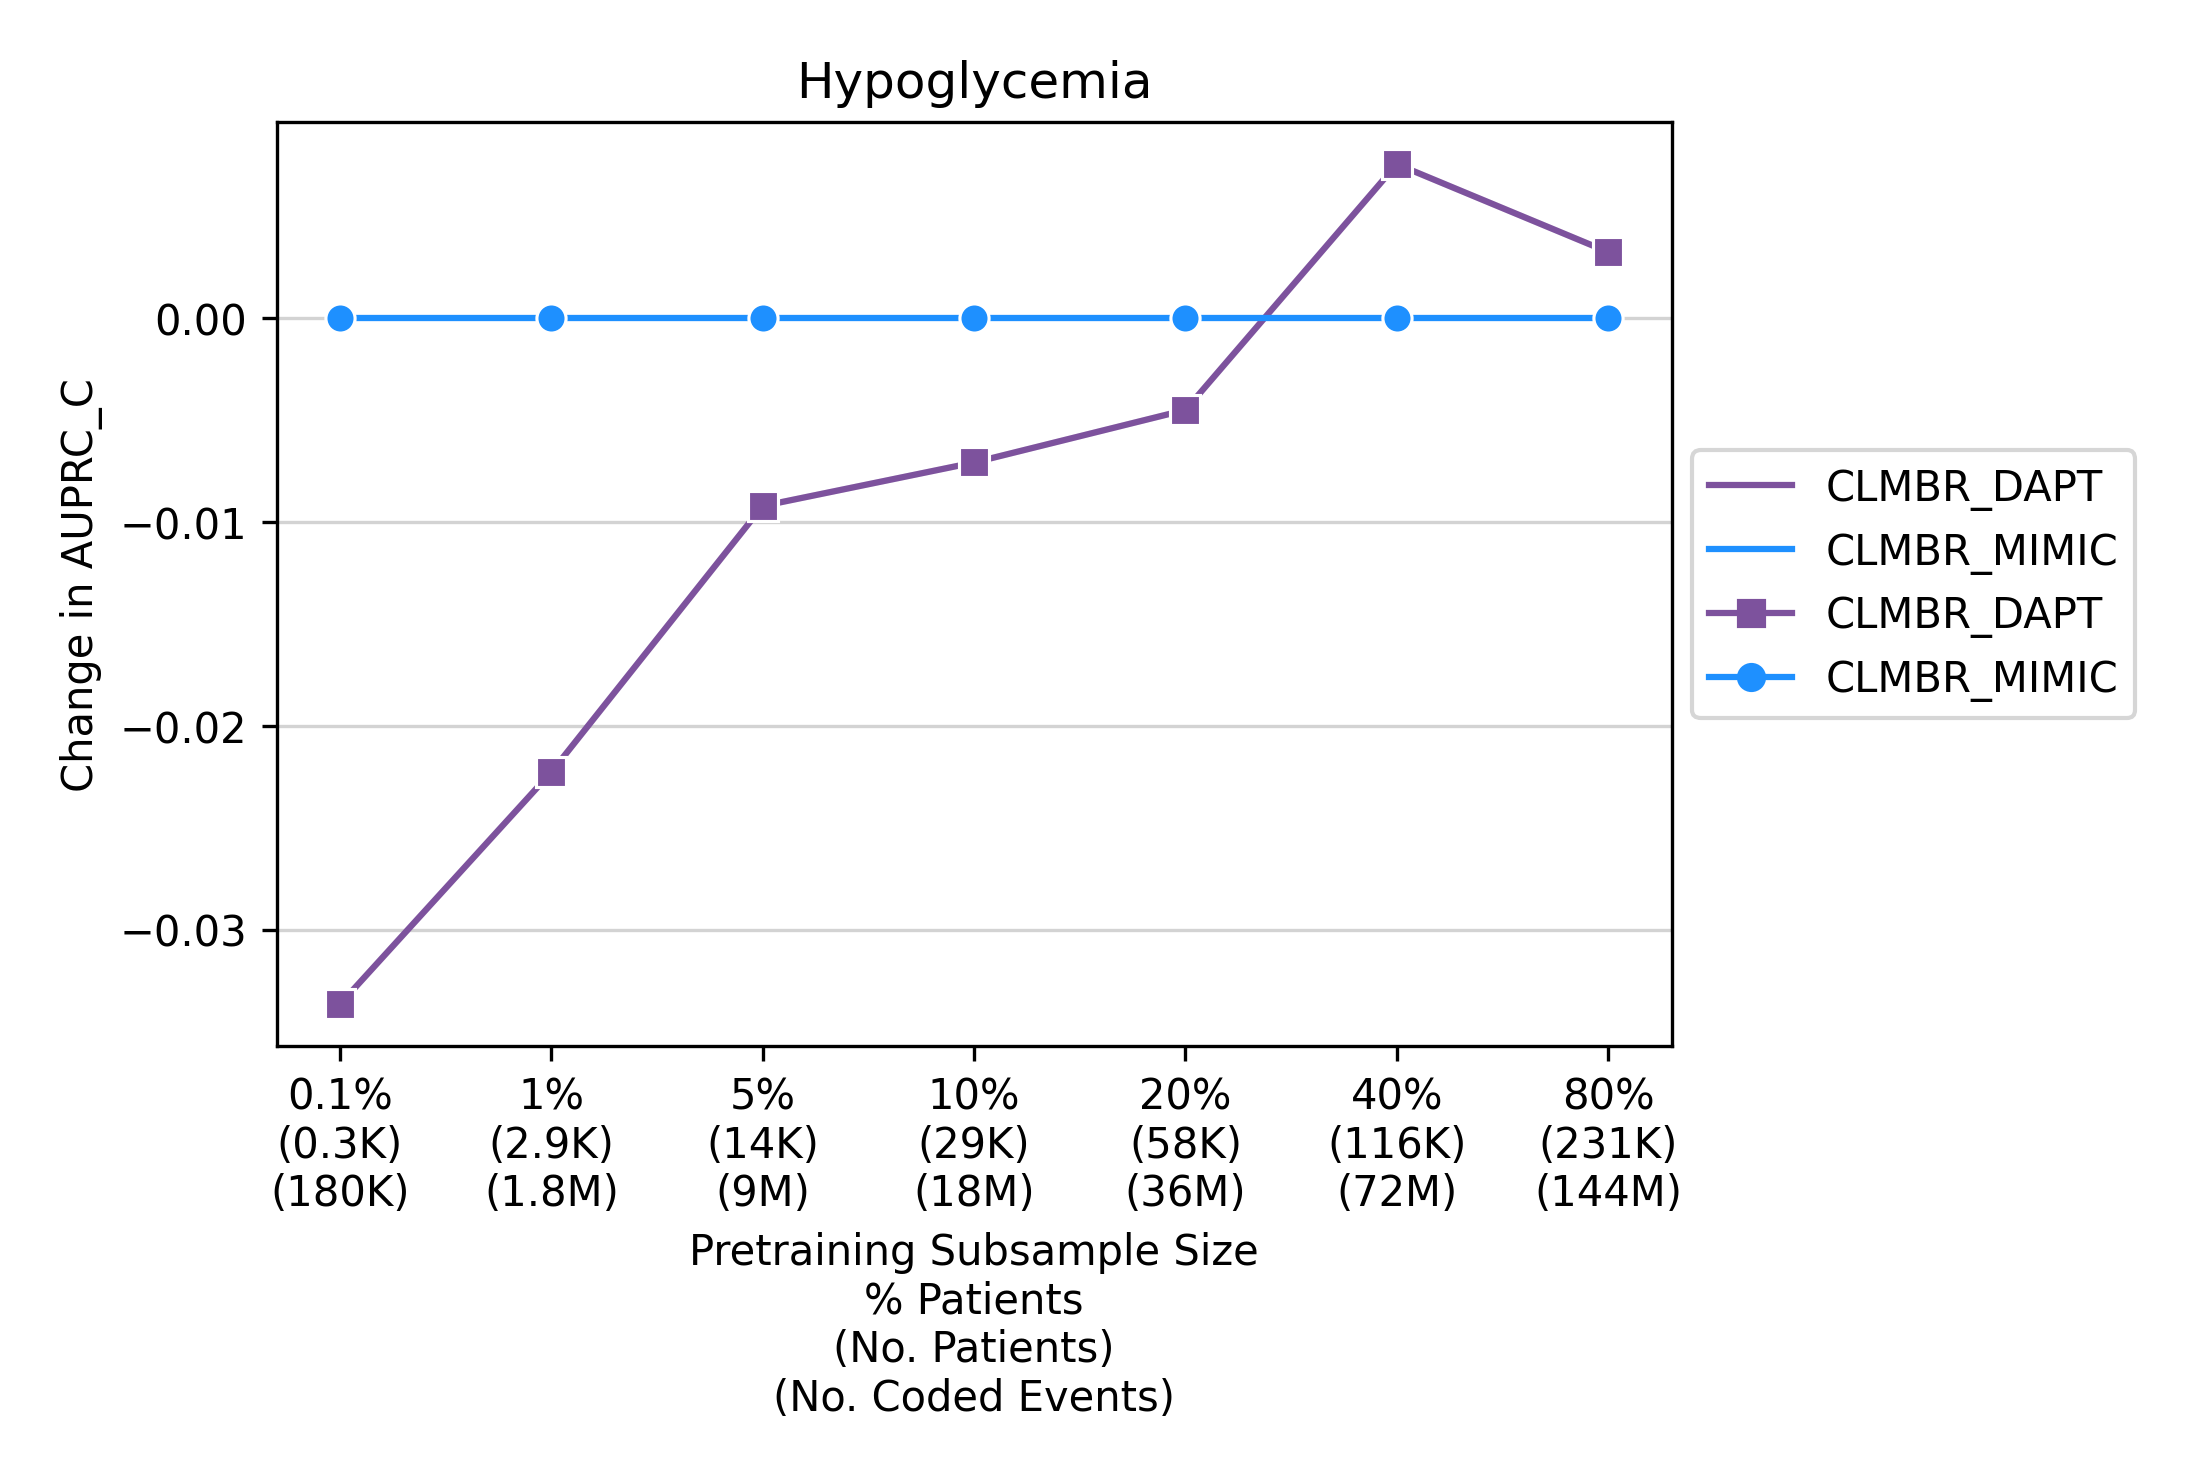 Hypoglycemia
Change in AUPRC_C
0.00
−0.01
−0.02
−0.03
0.1% 1% 5% 10% 20% 40% 80%
(0.3K) (2.9K) (14K) (29K) (58K) (116K) (231K)
(180K) (1.8M) (9M) (18M) (36M) (72M) (144M)
Pretraining Subsample Size
% Patients
(No. Patients)
(No. Coded Events)
CLMBR_DAPT
CLMBR_MIMIC
CLMBR_DAPT
CLMBR_MIMIC